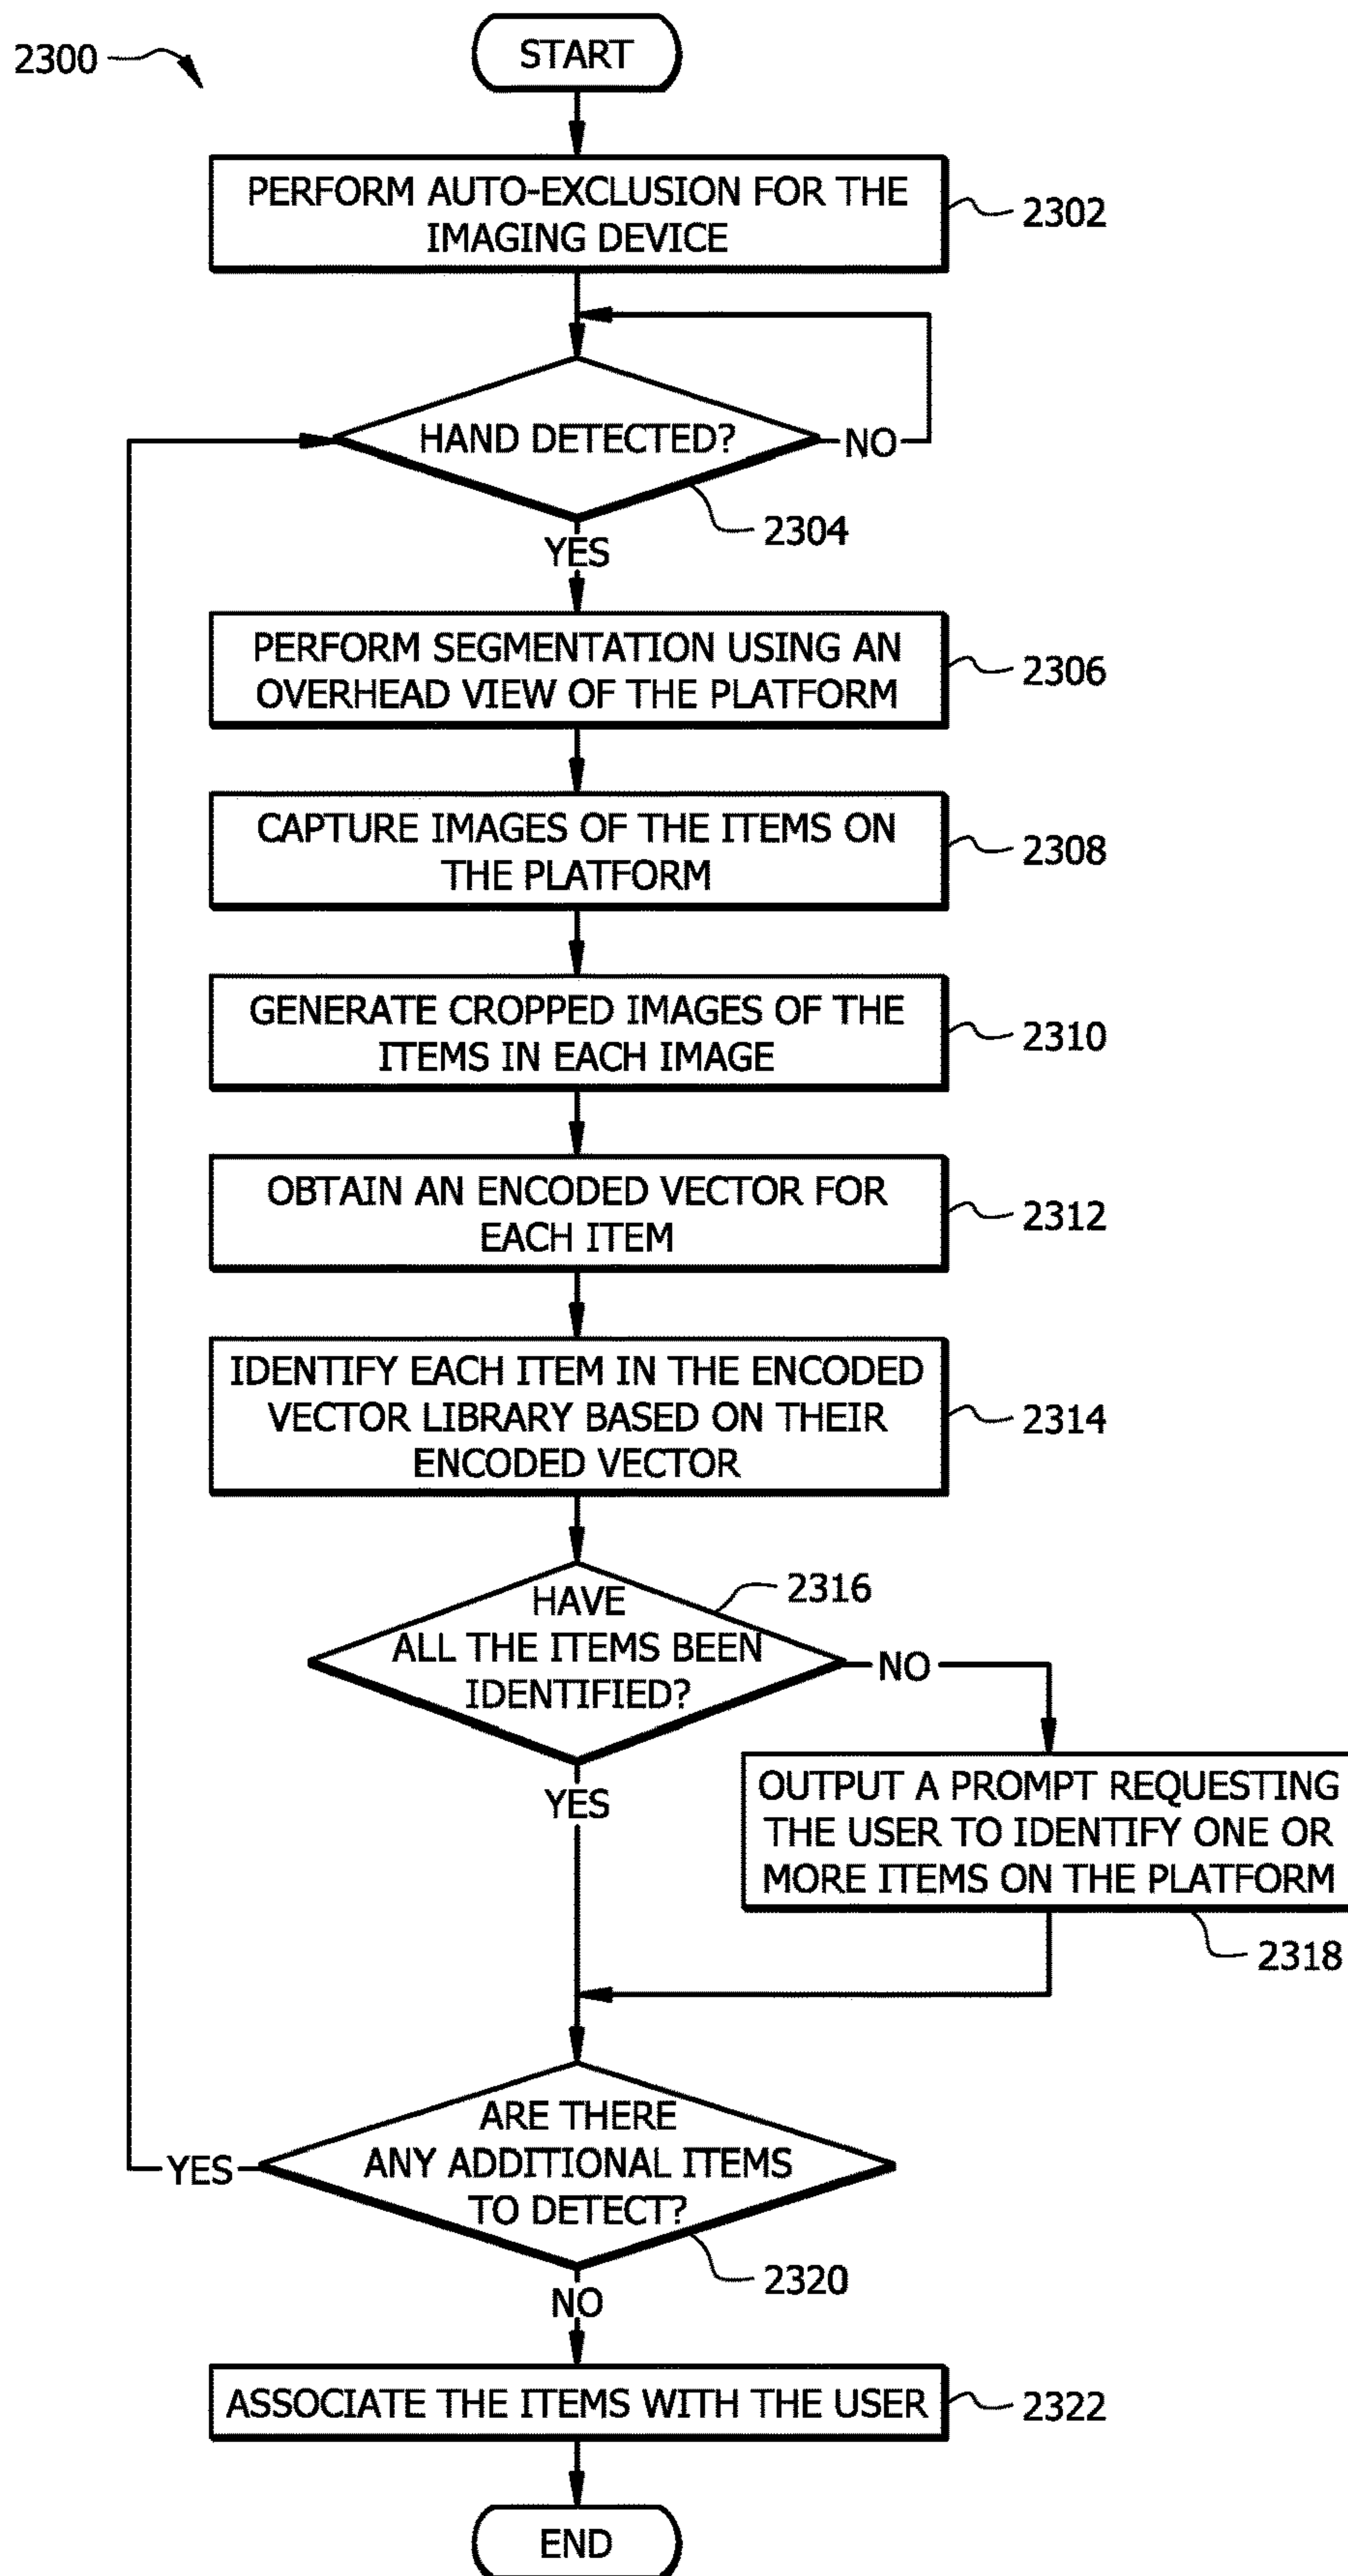 2300
START
PERFORM AUTO-EXCLUSION FOR THE
IMAGING DEVICE
2302
HAND DETECTED?
NO
2304
YES
PERFORM SEGMENTATION USING AN
OVERHEAD VIEW OF THE PLATFORM
2306
CAPTURE IMAGES OF THE ITEMS ON
THE PLATFORM
2308
GENERATE CROPPED IMAGES OF THE
ITEMS IN EACH IMAGE
2310
OBTAIN AN ENCODED VECTOR FOR
EACH ITEM
2312
IDENTIFY EACH ITEM IN THE ENCODED
VECTOR LIBRARY BASED ON THEIR
ENCODED VECTOR
2314
HAVE
ALL THE ITEMS BEEN
IDENTIFIED?
2316
NO
YES
OUTPUT A PROMPT REQUESTING
THE USER TO IDENTIFY ONE OR
MORE ITEMS ON THE PLATFORM
2318
ARE THERE
ANY ADDITIONAL ITEMS
TO DETECT?
YES
2320
NO
ASSOCIATE THE ITEMS WITH THE USER
2322
END